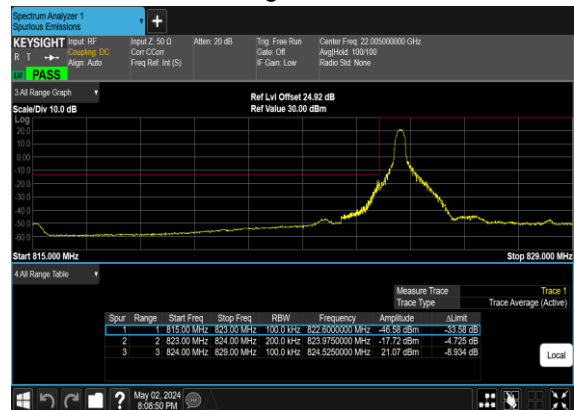 Spectrum Analyzer 1
Spurious Emissions
KEYSIGHT Input: RF Input Z: 50 Ω Atten: 20 dB Trig: Free Run Center Freq: 22.005000000 GHz
R T Coupling: DC Corr CCorr Gate: Off Avg|Hold: 100/100
Align: Auto Freq Ref: Int (S) IF Gain: Low Radio Std: None
PASS
3 All Range Graph
Ref Lvl Offset 24.92 dB
Scale/Div 10.0 dB Ref Value 30.00 dBm
Log
20.0
10.0
0.00
-10.0
-20.0
-30.0
-40.0
-50.0
-60.0
Start 815.000 MHz Stop 829.000 MHz
4 All Range Table
Measure Trace Trace 1
Trace Type Trace Average (Active)
Spur Range Start Freq Stop Freq RBW Frequency Amplitude ΔLimit
1 1 815.00 MHz 823.00 MHz 100.0 kHz 822.6000000 MHz -46.58 dBm -33.58 dB
2 2 823.00 MHz 824.00 MHz 200.0 kHz 823.9750000 MHz -17.72 dBm -4.725 dB
3 3 824.00 MHz 829.00 MHz 100.0 kHz 824.5250000 MHz 21.07 dBm -8.934 dB
Local
May 02, 2024
8:08:50 PM